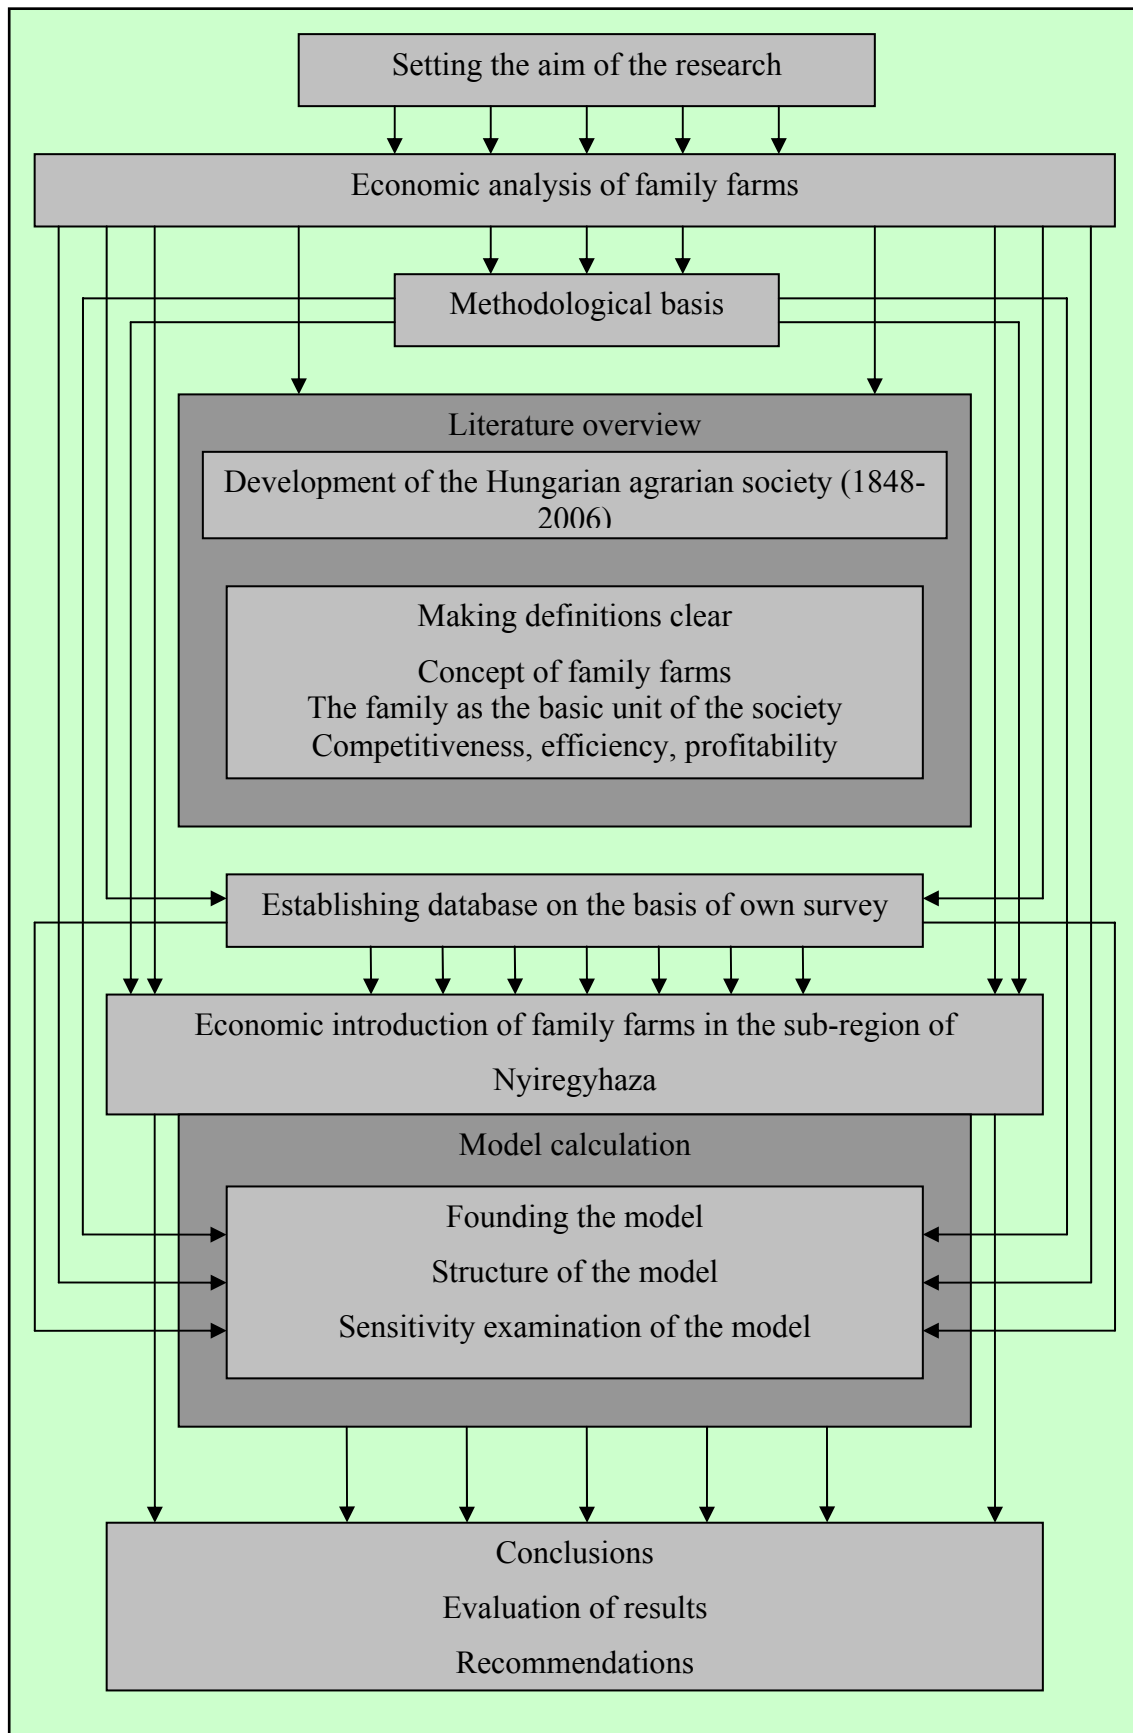 Setting the aim of the research
Economic analysis of family farms
Methodological basis
Literature overview
Development of the Hungarian agrarian society (1848-
2006)
Making definitions clear
Concept of family farms
The family as the basic unit of the society
Competitiveness, efficiency, profitability
Establishing database on the basis of own survey
Economic introduction of family farms in the sub-region of
Nyiregyhaza
Model calculation
Founding the model
Structure of the model
Sensitivity examination of the model
Conclusions
Evaluation of results
Recommendations